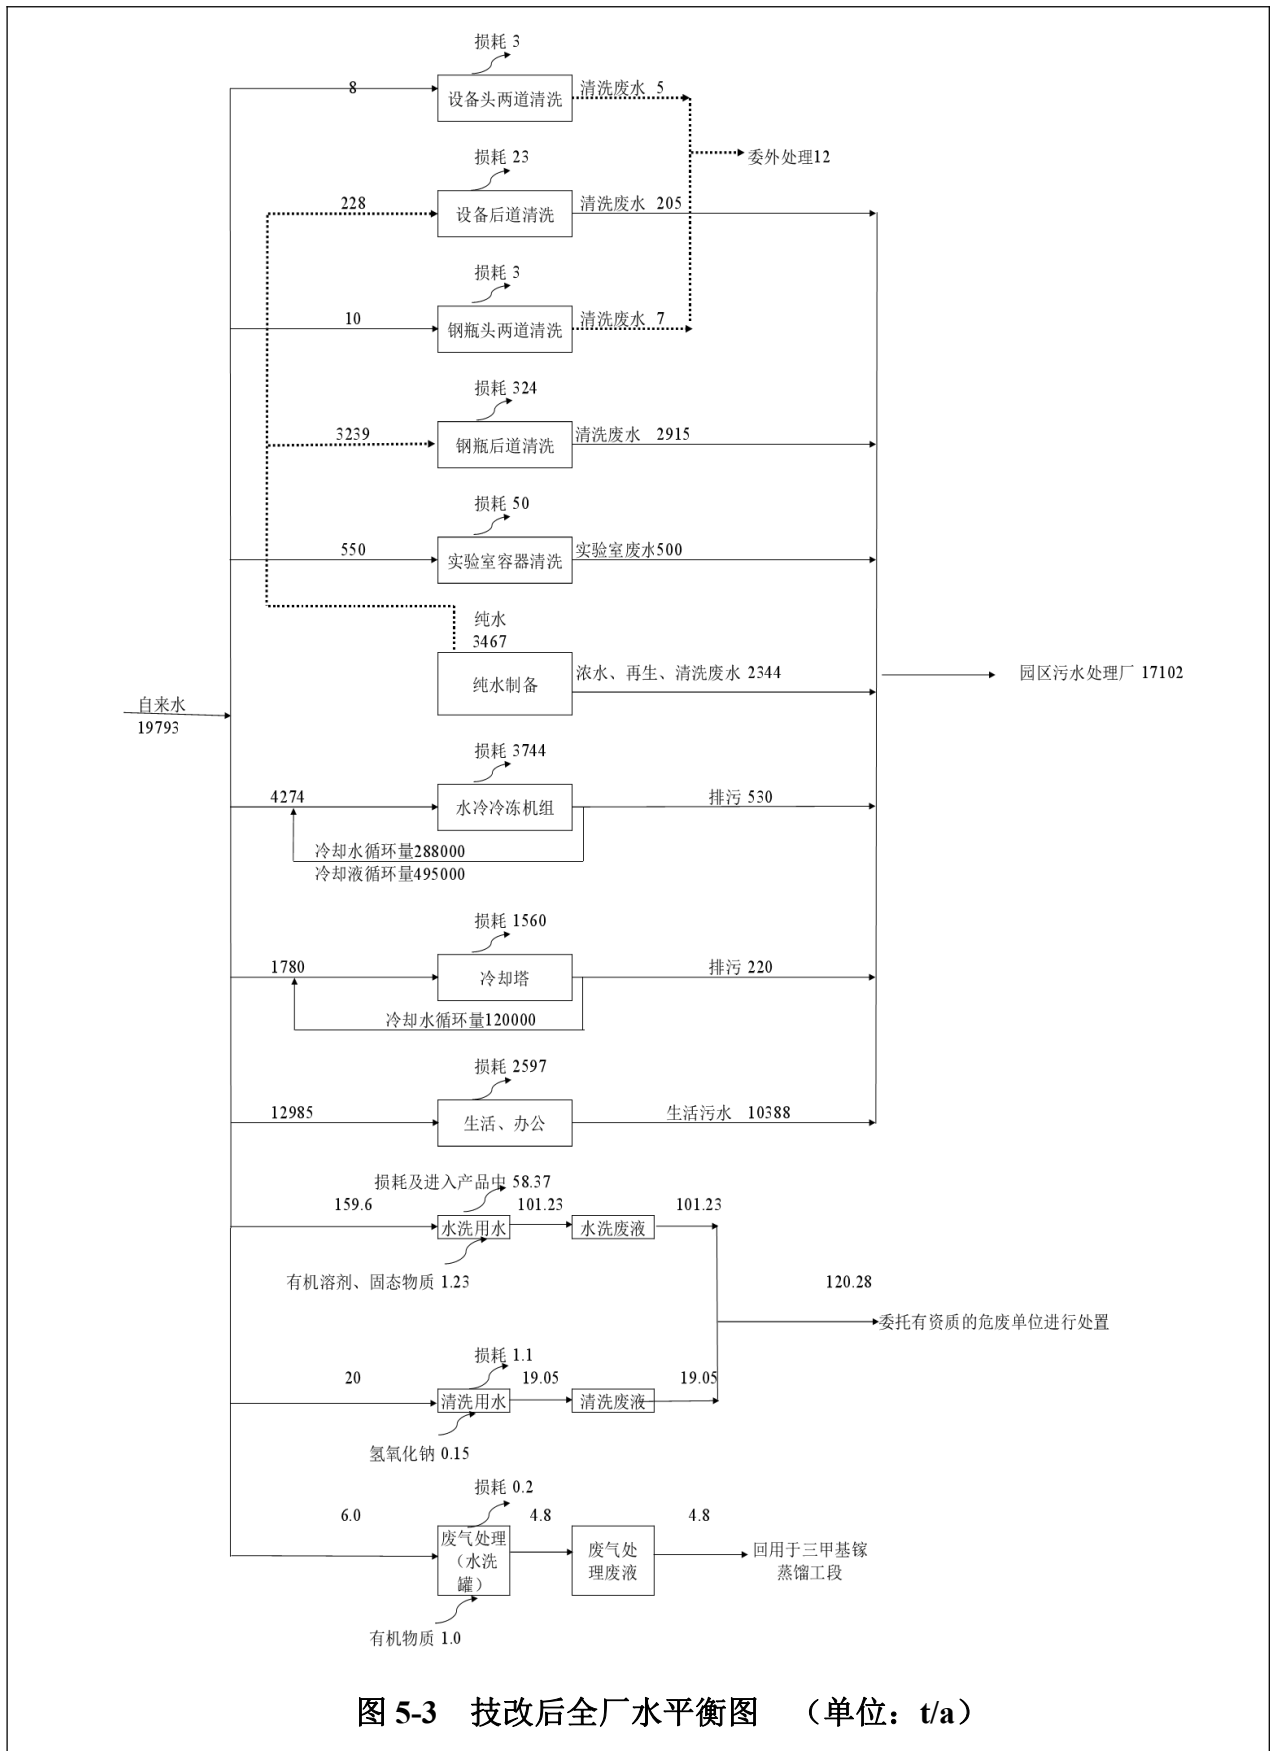 损耗 3
8
设备头两道清洗
清洗废水 5
委外处理12
损耗 23
228
设备后道清洗
清洗废水 205
损耗 3
10
钢瓶头两道清洗
清洗废水 7
损耗 324
3239
钢瓶后道清洗
清洗废水 2915
损耗 50
550
实验室容器清洗
实验室废水500
纯水
3467
纯水制备
浓水、再生、清洗废水 2344
园区污水处理厂 17102
自来水
19793
损耗 3744
4274
水冷冷冻机组
排污 530
冷却水循环量288000
冷却液循环量495000
损耗 1560
1780
冷却塔
排污 220
冷却水循环量120000
损耗 2597
12985
生活、办公
生活污水 10388
损耗及进入产品中 58.37
159.6
水洗用水
101.23
水洗废液
101.23
有机溶剂、固态物质 1.23
120.28
委托有资质的危废单位进行处置
损耗 1.1
20
清洗用水
19.05
清洗废液
19.05
氢氧化钠 0.15
损耗 0.2
6.0
废气处理
（水洗
罐）
4.8
废气处
理废液
4.8
回用于三甲基镓
蒸馏工段
有机物质 1.0
图 5-3 技改后全厂水平衡图 （单位：t/a）